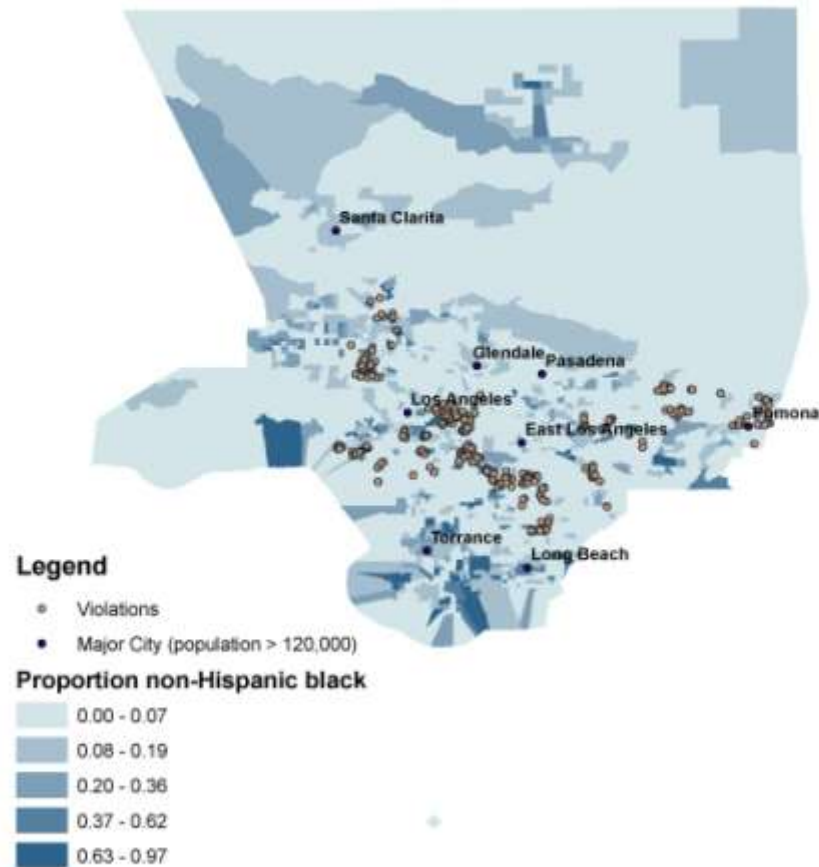 Santa Clarita
Glendale
Pasadena
Los Angeles
Pomona
East Los Angeles
Torrance
Long Beach
Legend
Violations
Major City (population > 120,000)
Proportion non-Hispanic black
0.00 - 0.07
0.08 - 0.19
0.20 - 0.36
0.37 - 0.62
0.63 - 0.97